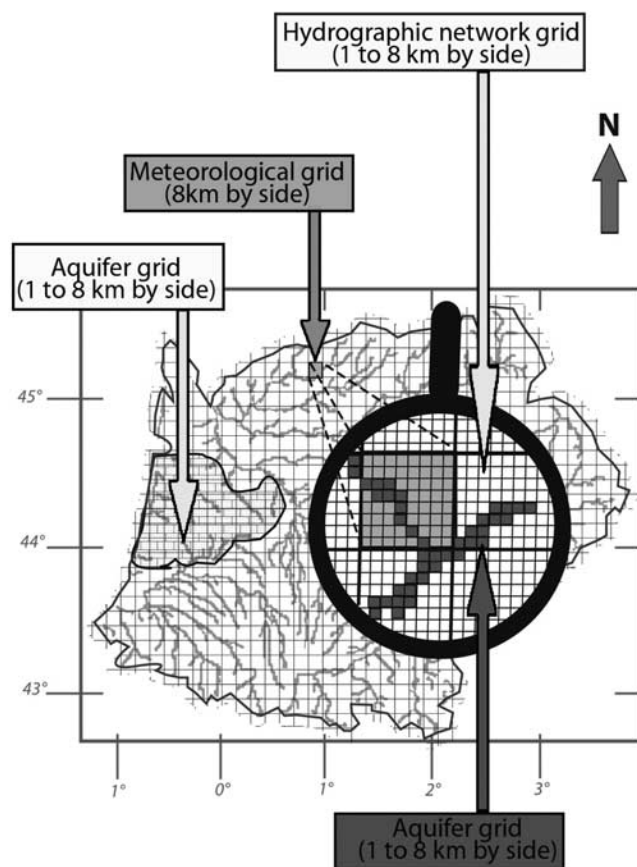 Hydrographic network grid
(1 to 8 km by side)
N
Meteorological grid
(8km by side)
Aquifer grid
(1 to 8 km by side)
45°
44°
43°
1°
0°
1°
2°
3°
Aquifer grid
(1 to 8 km by side)